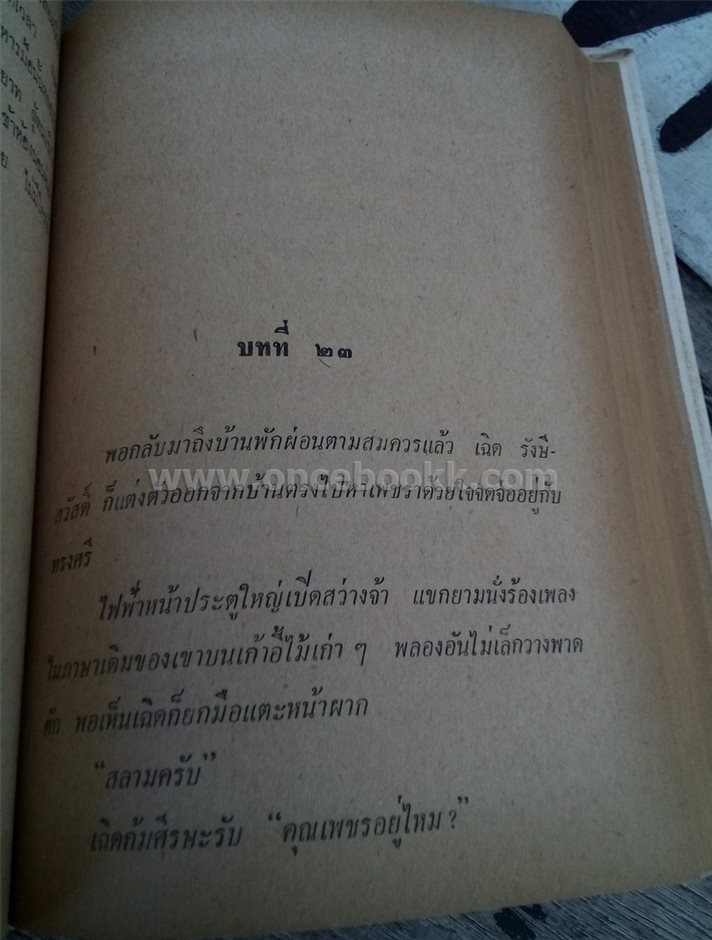 บทที่ ๒๓
พอกลับมาถึงบ้านพักผ่อนตามสมควรแล้ว เฉิด รังษี-
www.oncebookk.com
สวัสดิ์ ก็แต่งตัวออกจากบ้านตรงไปหาเพชราด้วยใจจดจ่ออยู่กับ
ทรงศรี
ไฟฟ้าหน้าประตูใหญ่เปิดสว่างจ้า แขกยามนั่งร้องเพลง
ในภาษาเดิมของเขาบนเก้าอี้ไม้เก่า ๆ พลองอันไม่เล็กวางพาด
ตัก พอเห็นเฉิดก็ยกมือแตะหน้าผาก
“สลามครับ”
เฉิดก้มศีรษะรับ “คุณเพชรอยู่ไหม?”